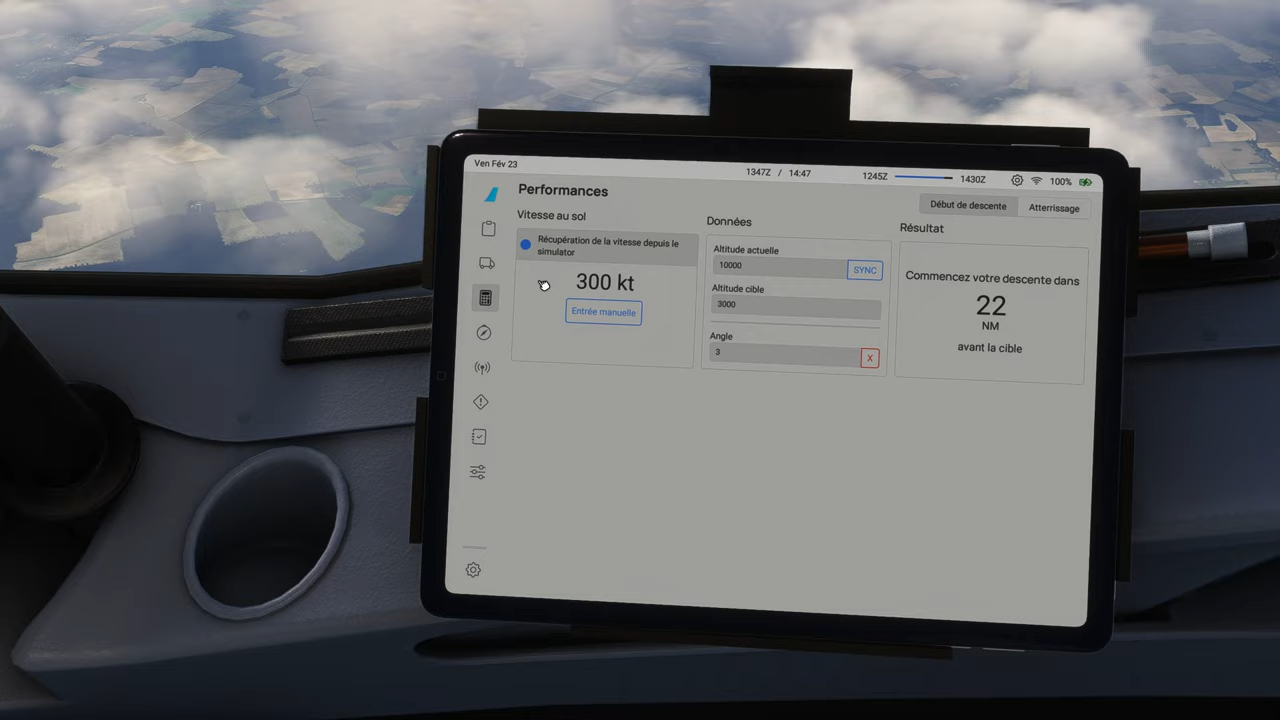 Ven Fév 23
1347Z / 14:47
1245Z
1430Z
100%
Performances
Début de descente
Atterrissage
Vitesse au sol
Récupération de la vitesse depuis le
simulator
300 kt
Entrée manuelle
Données
Altitude actuelle
10000
SYNC
Altitude cible
3000
Angle
3
X
Résultat
Commencez votre descente dans
22
NM
avant la cible